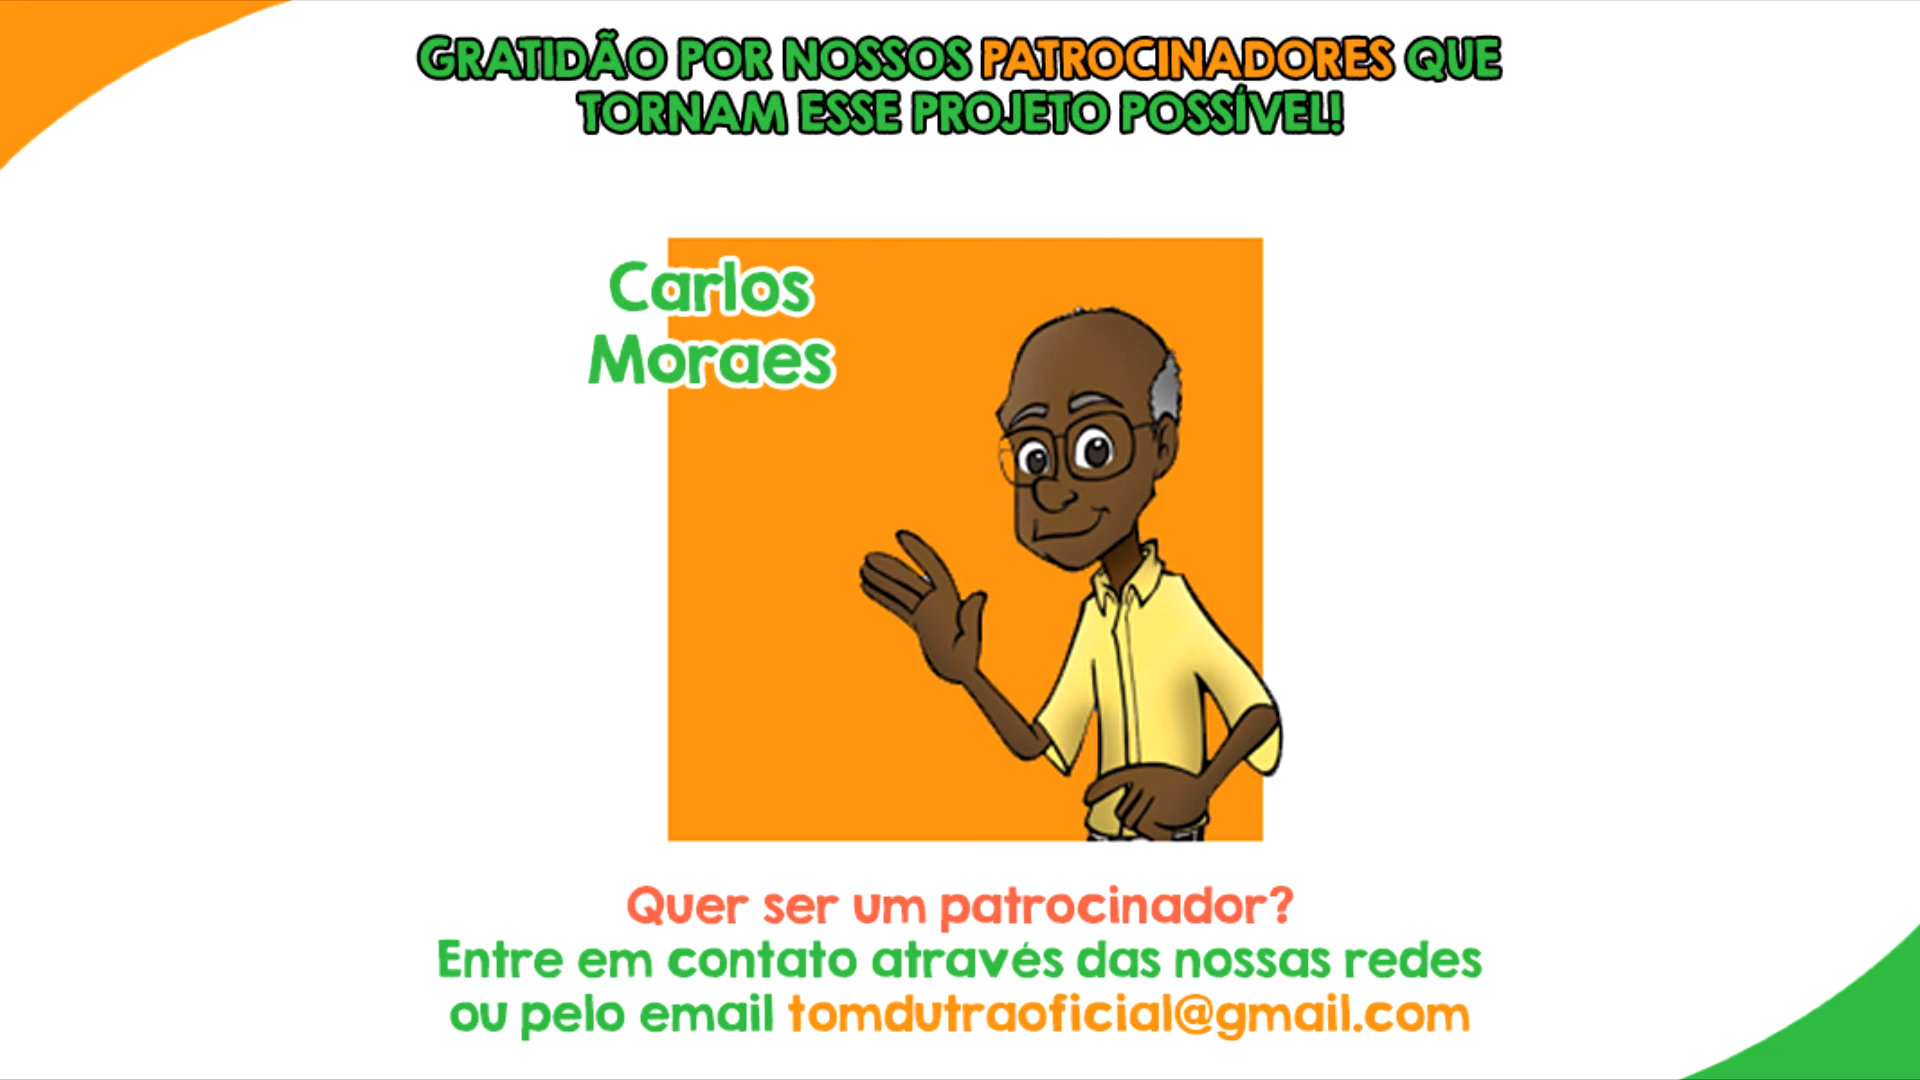 GRATIDÃO POR NOSSOS PATROCINADORES QUE
TORNAM ESSE PROJETO POSSÍVEL!
Carlos
Moraes
Quer ser um patrocinador?
Entre em contato através das nossas redes
ou pelo email tomdutraoficial@gmail.com